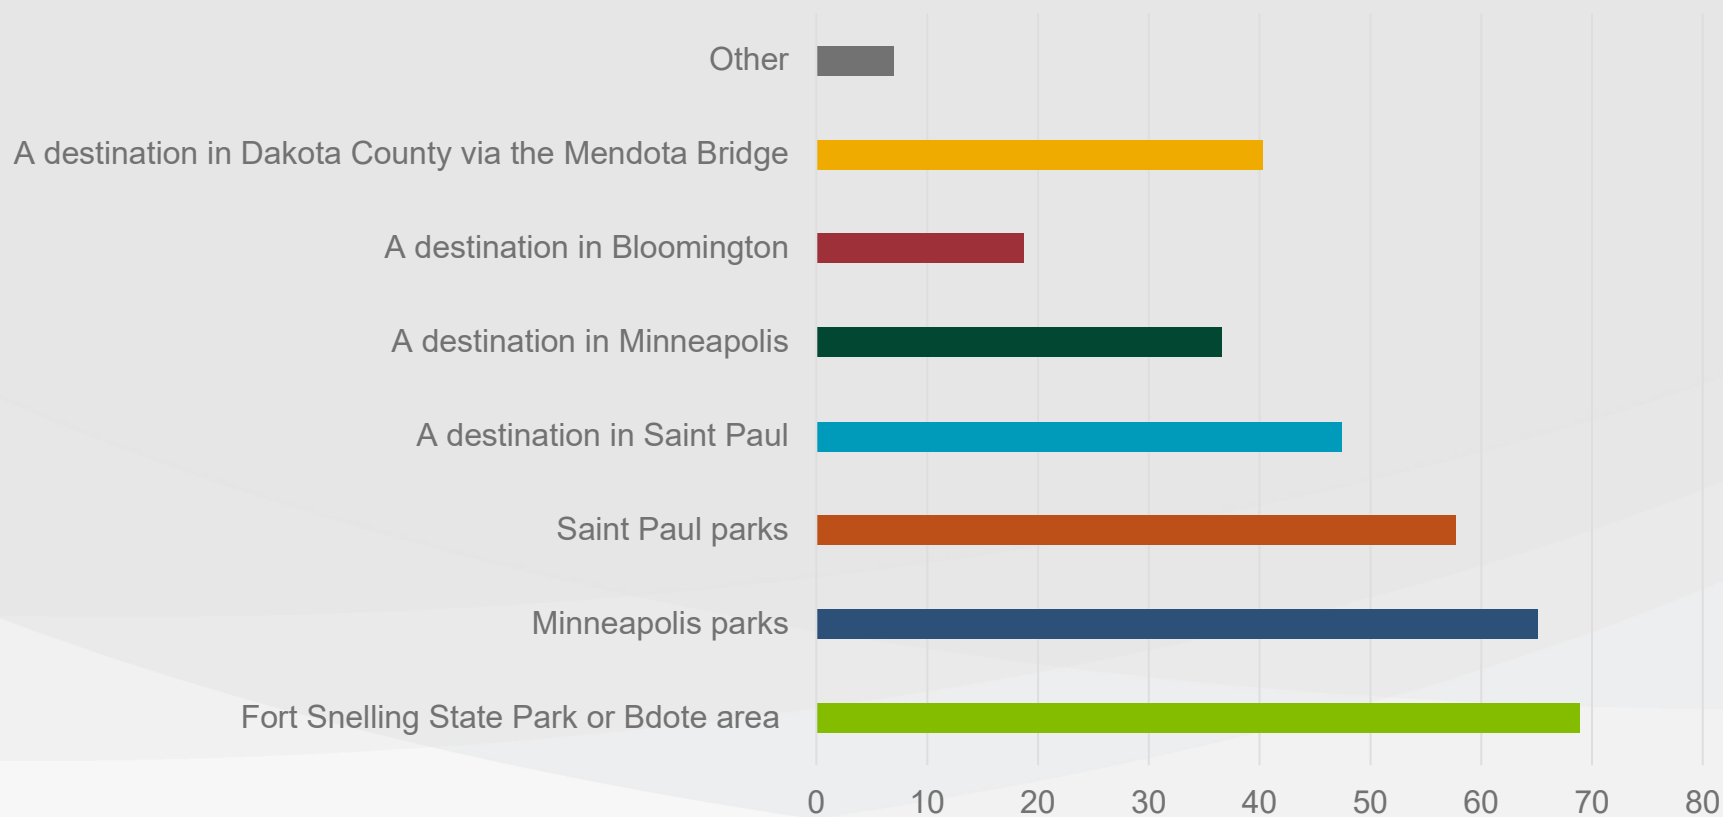 Other
A destination in Dakota County via the Mendota Bridge
A destination in Bloomington
A destination in Minneapolis
A destination in Saint Paul
Saint Paul parks
Minneapolis parks
Fort Snelling State Park or Bdote area
0 10 20 30 40 50 60 70 80